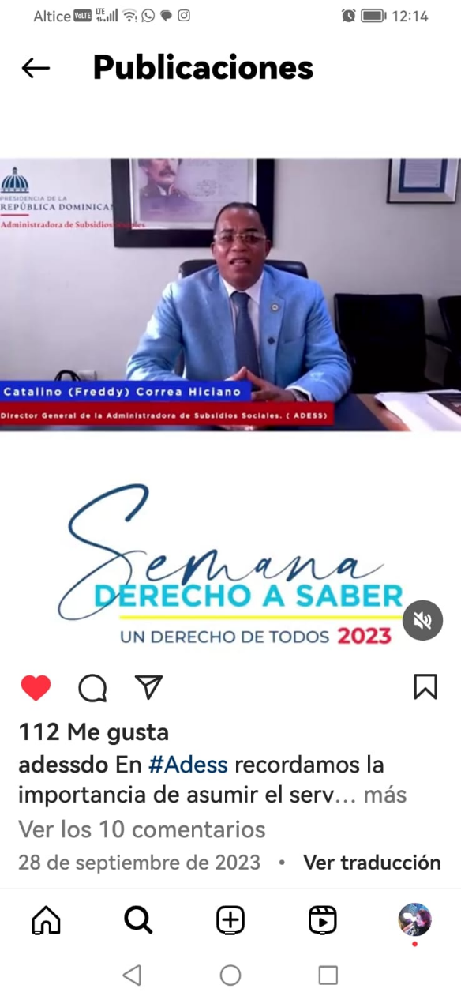 Altice VoLTE LTE 12:14
Publicaciones
PRESIDENCIA DE LA
REPÚBLICA DOMINICANA
Administradora de Subsidios Sociales
Catalino (Freddy) Correa Hiciano
Director General de la Administradora de Subsidios Sociales. ( ADESS)
Semana
DERECHO A SABER
UN DERECHO DE TODOS 2023
112 Me gusta
adessdo En #Adess recordamos la
importancia de asumir el serv... más
Ver los 10 comentarios
28 de septiembre de 2023 • Ver traducción